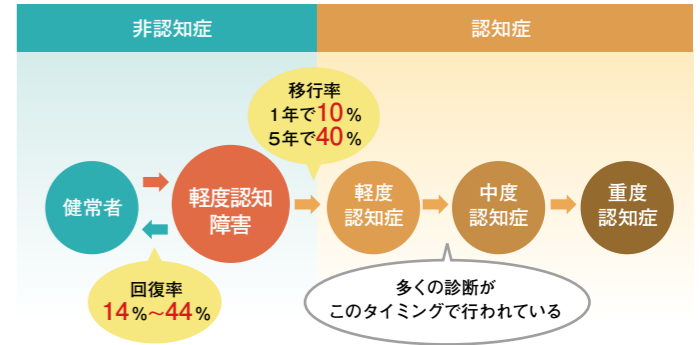 非認知症
認知症
移行率
1年で10%
5年で40%
健常者
軽度認知
障害
軽度
認知症
中度
認知症
重度
認知症
回復率
14%～44%
多くの診断が
このタイミングで行われている